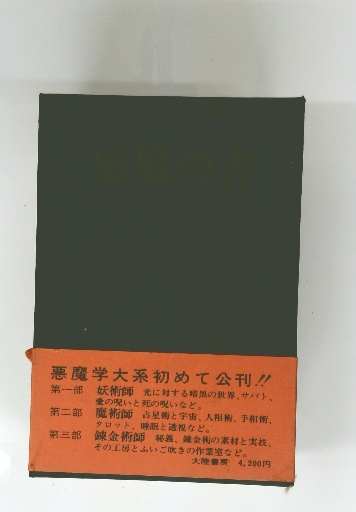 悪魔の書
悪魔学大系初めて公刊!!
第一部 妖術師 光に対する暗黒の世界、サバト、
愛の呪いと死の呪いなど。
第二部 魔術師 占星術と宇宙、人相術、手相術、
タロット、睡眠と透視など。
第三部 錬金術師 秘義、錬金術の素材と実技、
その工房とふいご吹きの作業室など。
大陸書房 4,200円